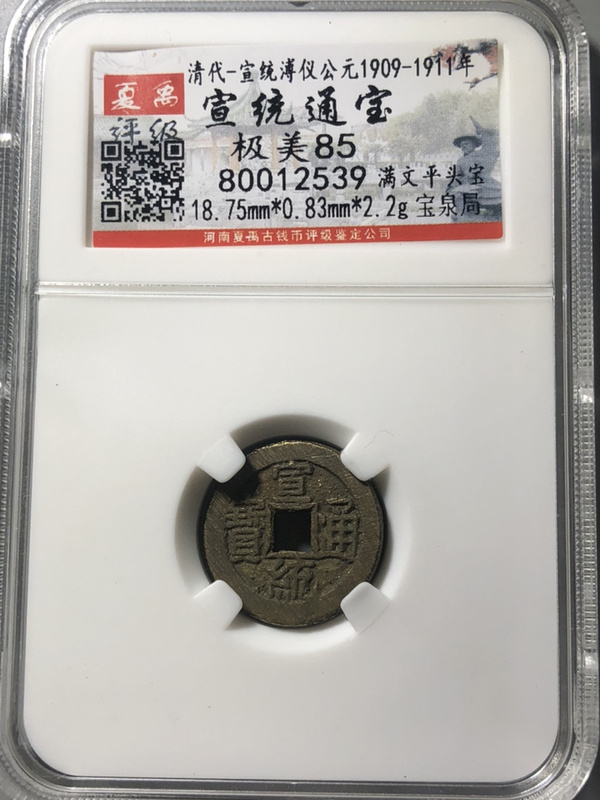 清代-宣统溥仪公元1909-1911年
夏禹
评级
宣统通宝
极美85
80012539 满文平头宝
18.75mm*0.83mm*2.2g 宝泉局
河南夏禹古钱币评级鉴定公司
宣
寶 通
統